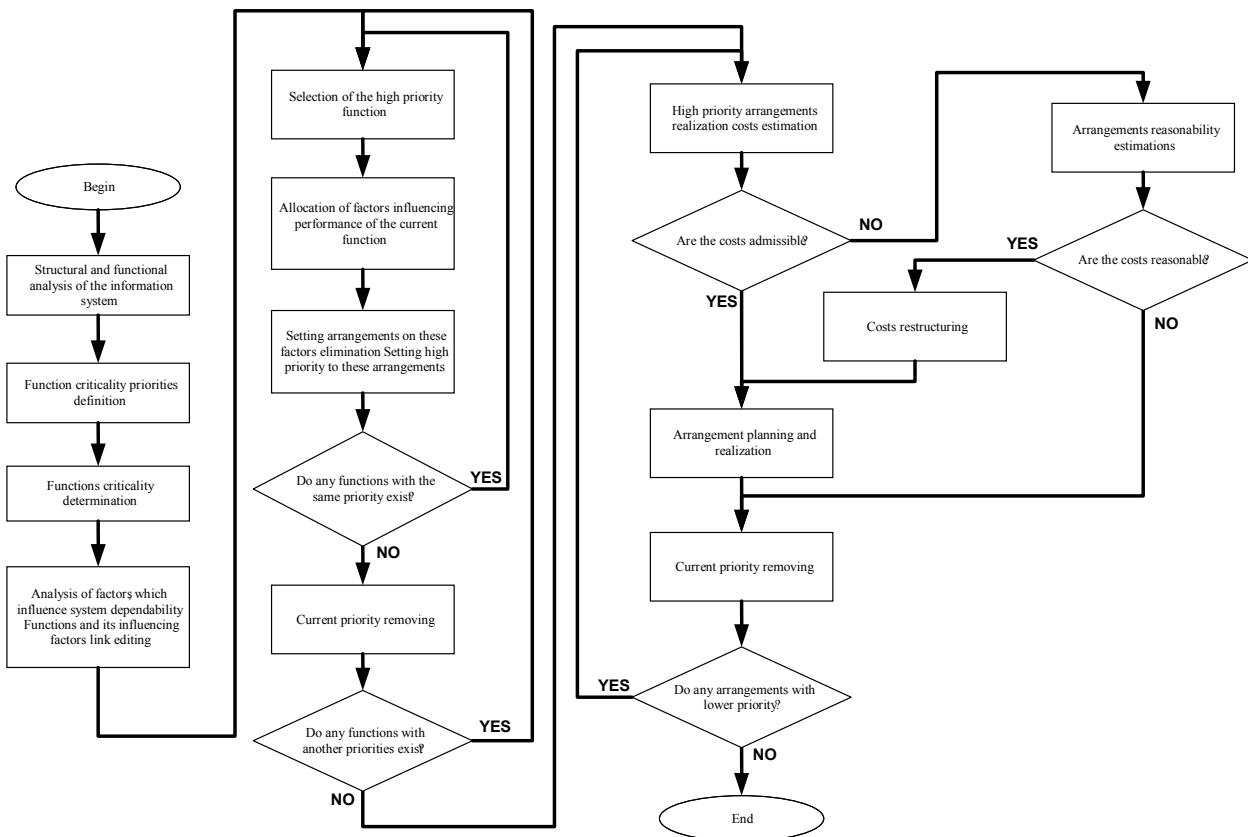 Begin
Structural and functional
analysis of the information
system
Function criticality priorities
definition
Functions criticality
determination
Analysis of factors, which
influence system dependability
Functions and its influencing
factors link editing
Selection of the high priority
function
Allocation of factors influencing
performance of the current
function
Setting arrangements on these
factors elimination Setting high
priority to these arrangements
Do any functions with the
same priority exist?
YES
NO
Current priority removing
Do any functions with
another priorities exist?
YES
NO
High priority arrangements
realization costs estimation
Are the costs admissible?
NO
YES
Arrangements reasonability
estimations
Are the costs reasonable?
YES
NO
Costs restructuring
Arrangement planning and
realization
Current priority removing
Do any arrangements with
lower priority?
YES
NO
End